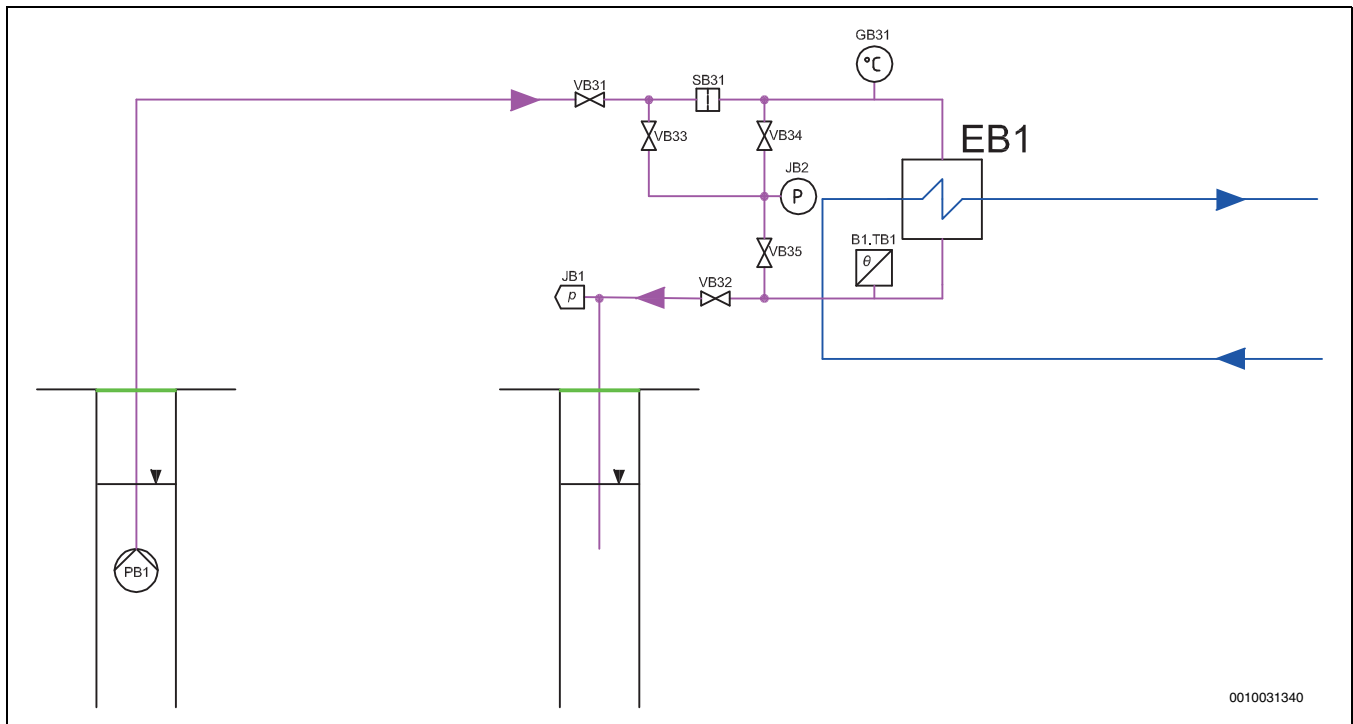 GB31
°C
VB31
SB31
VB33
VB34
EB1
JB2
P
B1.TB1
θ
VB35
JB1
p
VB32
PB1
0010031340